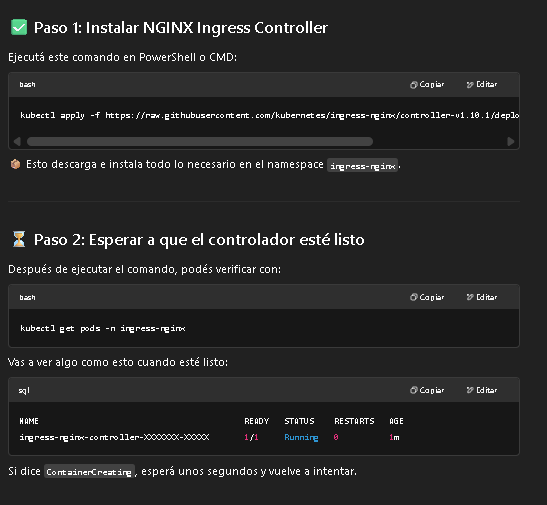 ✅ Paso 1: Instalar NGINX Ingress Controller
Ejecutá este comando en PowerShell o CMD:
bash
Copiar
Editar
kubectl apply -f https://raw.githubusercontent.com/kubernetes/ingress-nginx/controller-v1.10.1/deplo
📦 Esto descarga e instala todo lo necesario en el namespace ingress-nginx.
⏳ Paso 2: Esperar a que el controlador esté listo
Después de ejecutar el comando, podés verificar con:
bash
Copiar
Editar
kubectl get pods -n ingress-nginx
Vas a ver algo como esto cuando esté listo:
sql
Copiar
Editar
NAME READY STATUS RESTARTS AGE
ingress-nginx-controller-XXXXXXX-XXXXX 1/1 Running 0 1m
Si dice ContainerCreating, esperá unos segundos y vuelve a intentar.